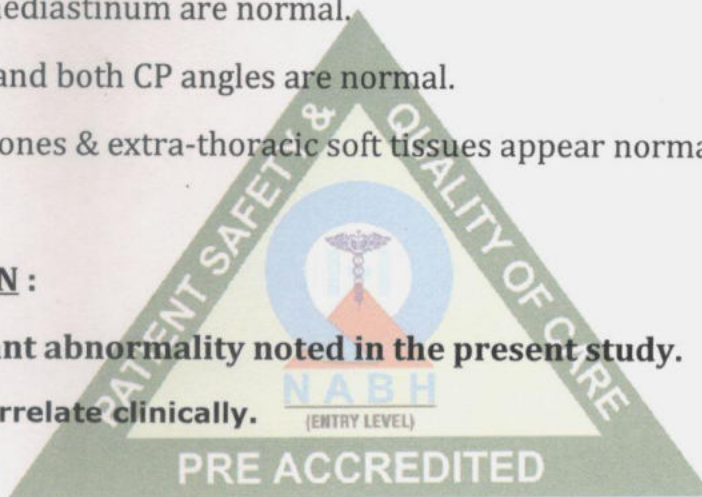 ediastinum are normal.
and both CP angles are normal.
ones & extra-thoracic soft tissues appear norma
N :
ant abnormality noted in the present study.
rrelate clinically.
PATIENT SAFETY & QUALITY OF CARE
NABH
(ENTRY LEVEL)
PRE ACCREDITED